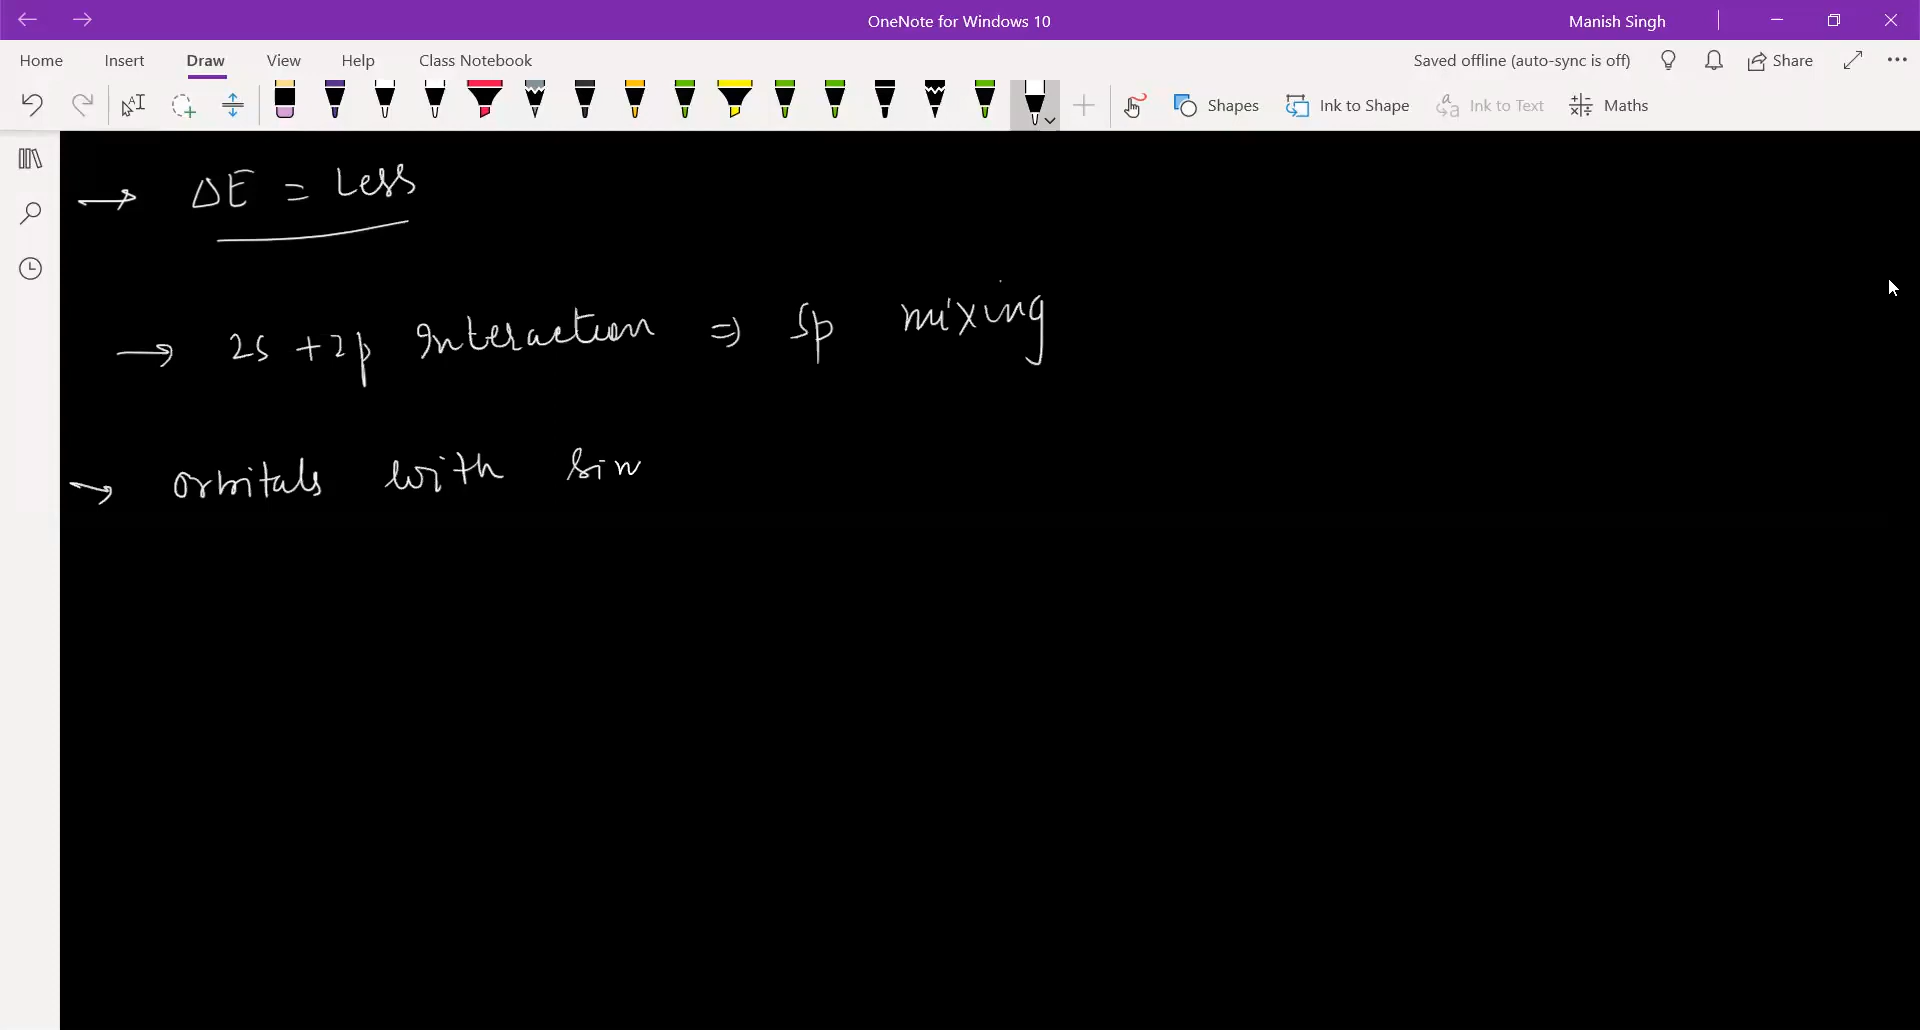 OneNote for Windows 10
Manish Singh
Home Insert Draw View Help Class Notebook
Saved offline (auto-sync is off) Share
Shapes Ink to Shape Ink to Text Maths
→ ΔE = Less
→ 2s + 2p Interaction ⇒ sp mixing
→ orbitals with sim